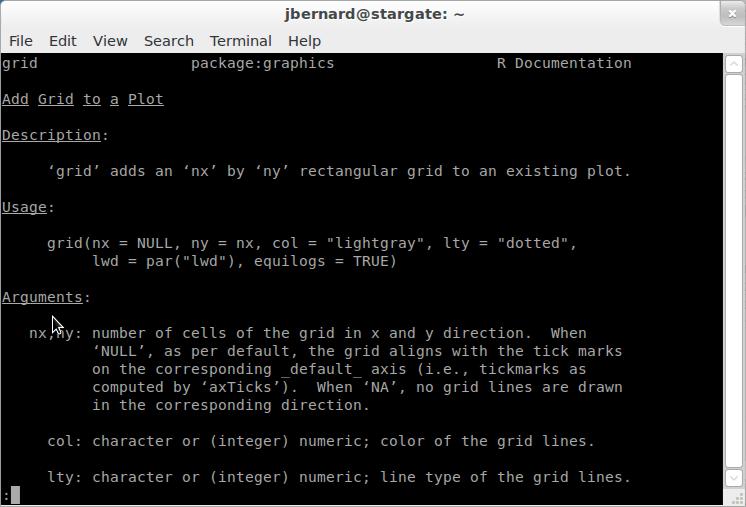 jbernard@stargate: ~
File Edit View Search Terminal Help
grid package:graphics R Documentation
Add Grid to a Plot
Description:
‘grid’ adds an ‘nx’ by ‘ny’ rectangular grid to an existing plot.
Usage:
grid(nx = NULL, ny = nx, col = "lightgray", lty = "dotted",
lwd = par("lwd"), equilogs = TRUE)
Arguments:
nx,ny: number of cells of the grid in x and y direction.  When
‘NULL’, as per default, the grid aligns with the tick marks
on the corresponding _default_ axis (i.e., tickmarks as
computed by ‘axTicks’).  When ‘NA’, no grid lines are drawn
in the corresponding direction.
col: character or (integer) numeric; color of the grid lines.
lty: character or (integer) numeric; line type of the grid lines.
: